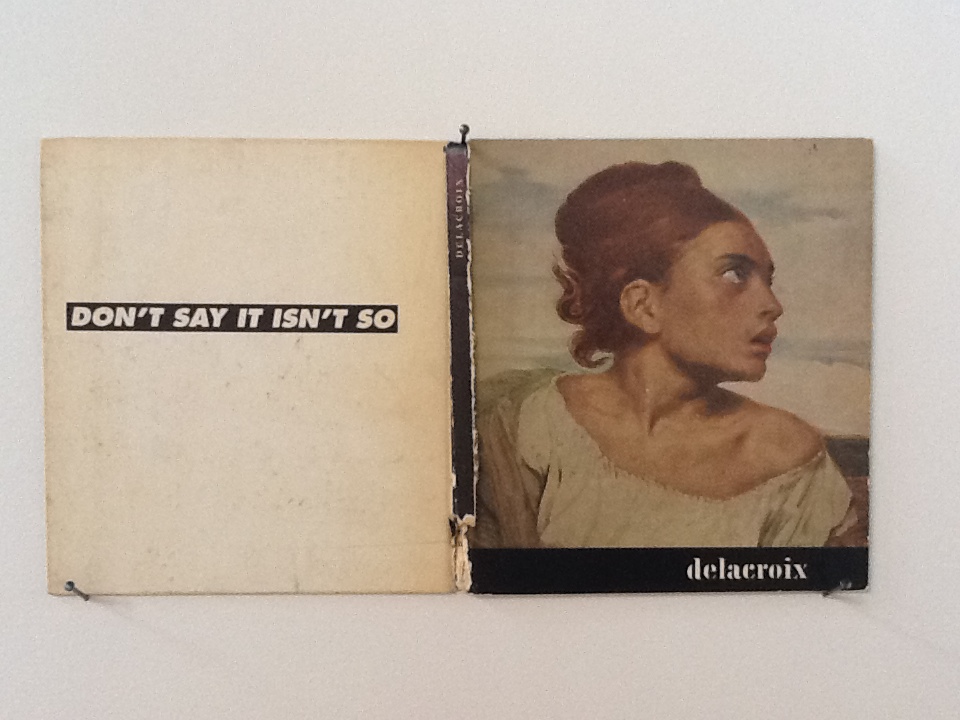 DON'T SAY IT ISN'T SO
DELACROIX
delacroix